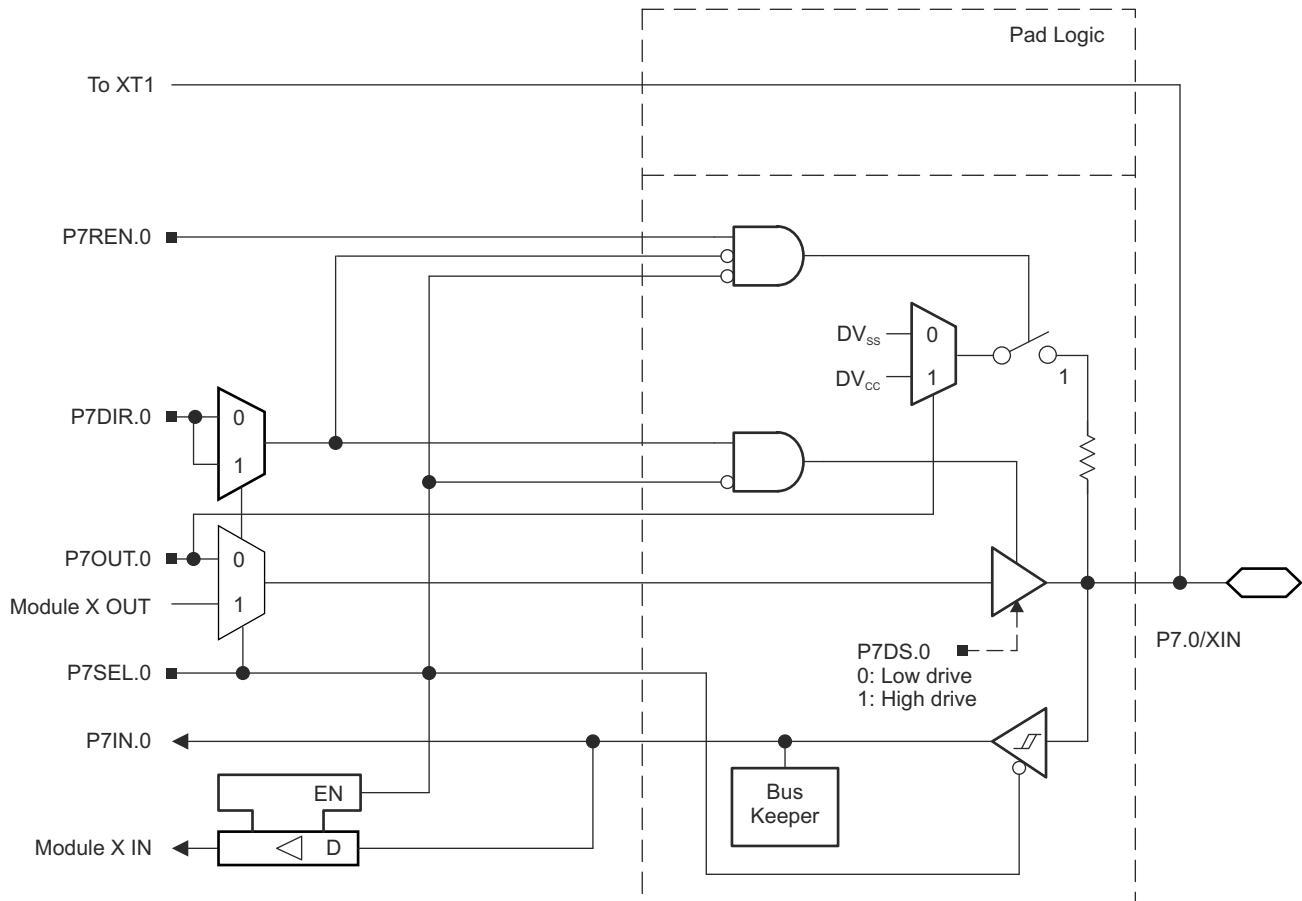 Pad Logic
To XT1
P7REN.0
DVSS
0
DVCC
1
1
P7DIR.0
0
1
P7OUT.0
0
Module X OUT
1
P7.0/XIN
P7DS.0
0: Low drive
1: High drive
P7SEL.0
P7IN.0
EN
Bus
Keeper
Module X IN
D